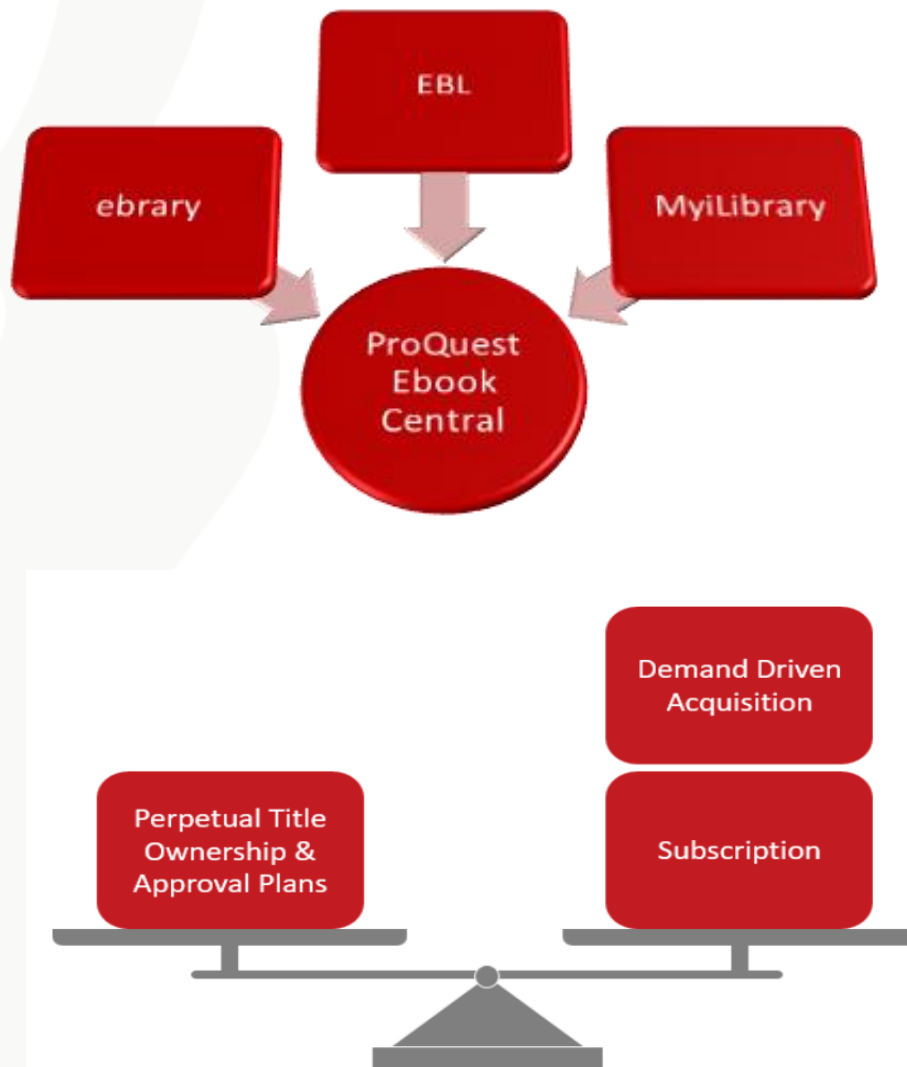 EBL
ebrary
MyiLibrary
ProQuest
Ebook
Central
Demand Driven
Acquisition
Perpetual Title
Ownership &
Approval Plans
Subscription